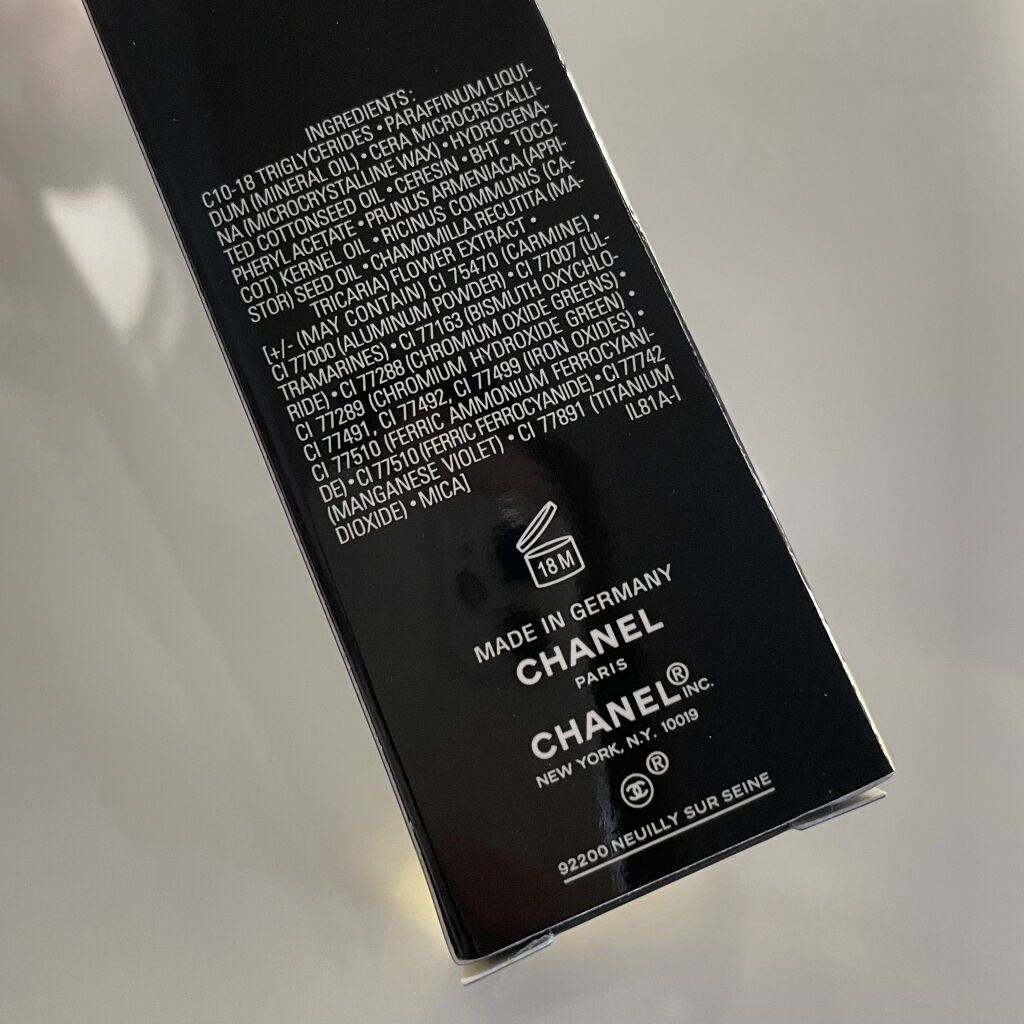 INGREDIENTS:
C10-18 TRIGLYCERIDES • PARAFFINUM LIQUI-
DUM (MINERAL OIL) • CERA MICROCRISTALLI-
NA (MICROCRYSTALLINE WAX) • HYDROGENA-
TED COTTONSEED OIL • CERESIN • BHT • TOCO-
PHERYL ACETATE • PRUNUS ARMENIACA (APRI-
COT) KERNEL OIL • RICINUS COMMUNIS (CA-
STOR) SEED OIL • CHAMOMILLA RECUTITA (MA-
TRICARIA) FLOWER EXTRACT •
[+/- (MAY CONTAIN) CI 75470 (CARMINE) •
CI 77000 (ALUMINUM POWDER) • CI 77007 (UL-
TRAMARINES) • CI 77163 (BISMUTH OXYCHLO-
RIDE) • CI 77288 (CHROMIUM OXIDE GREENS) •
CI 77289 (CHROMIUM HYDROXIDE GREEN) •
CI 77491, CI 77492, CI 77499 (IRON OXIDES) •
CI 77510 (FERRIC AMMONIUM FERROCYANI-
DE) • CI 77510 (FERRIC FERROCYANIDE) • CI 77742
(MANGANESE VIOLET) • CI 77891 (TITANIUM
DIOXIDE) • MICA] IL81A-]
18 M
MADE IN GERMANY
CHANEL
PARIS
CHANEL® INC.
NEW YORK, N.Y. 10019
®
92200 NEUILLY SUR SEINE